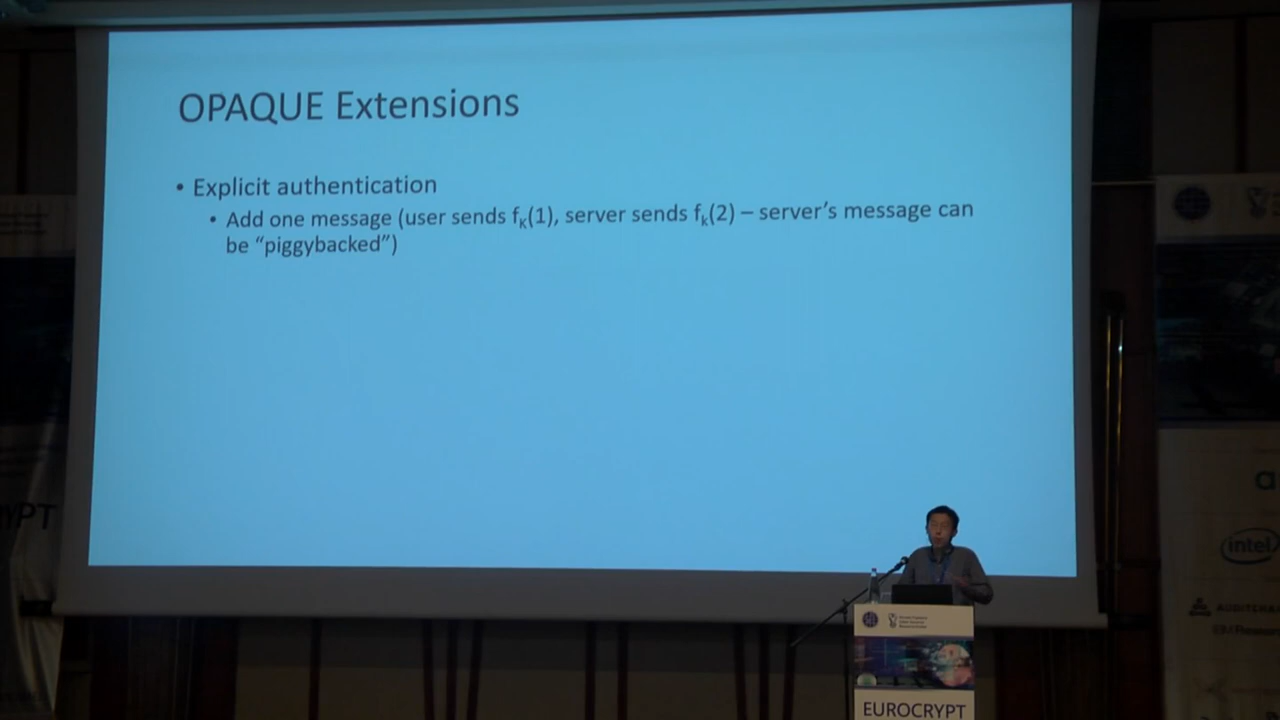 OPAQUE Extensions
• Explicit authentication
• Add one message (user sends fk(1), server sends fk(2) – server's message can
be "piggybacked")
YPT
intel
EUROCRYPT